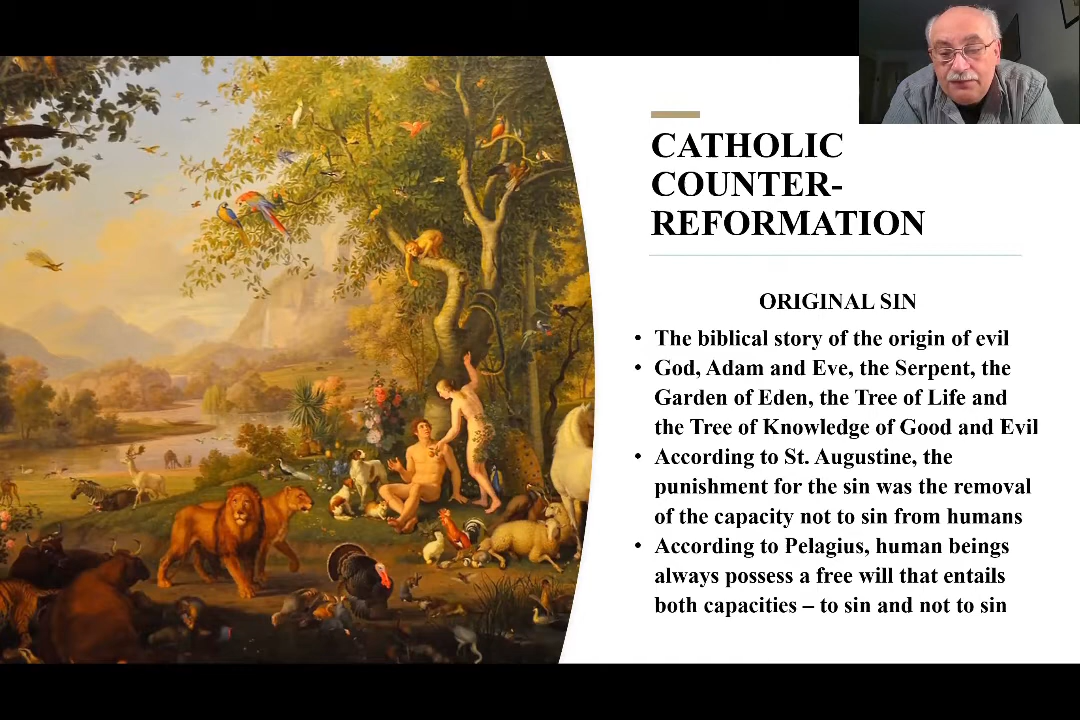 CATHOLIC
COUNTER-
REFORMATION
ORIGINAL SIN
• The biblical story of the origin of evil
• God, Adam and Eve, the Serpent, the
Garden of Eden, the Tree of Life and
the Tree of Knowledge of Good and Evil
• According to St. Augustine, the
punishment for the sin was the removal
of the capacity not to sin from humans
• According to Pelagius, human beings
always possess a free will that entails
both capacities – to sin and not to sin